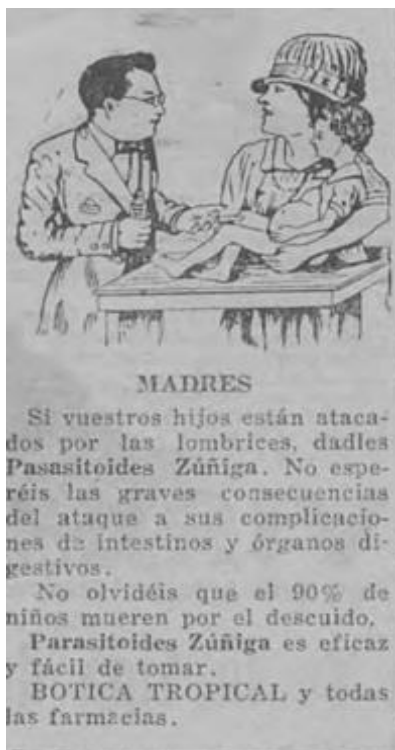 MADRES
Si vuestros hijos están ataca-
dos por las lombrices, dadles
Pasasitoides Zúñiga. No espe-
réis las graves consecuencias
del ataque a sus complicacio-
nes da intestinos y órganos di-
gestivos.
No olvidéis que el 90% de
niños mueren por el descuido.
Parasitoides Zúñiga es eficaz
y fácil de tomar.
BOTICA TROPICAL y todas
las farmacias.